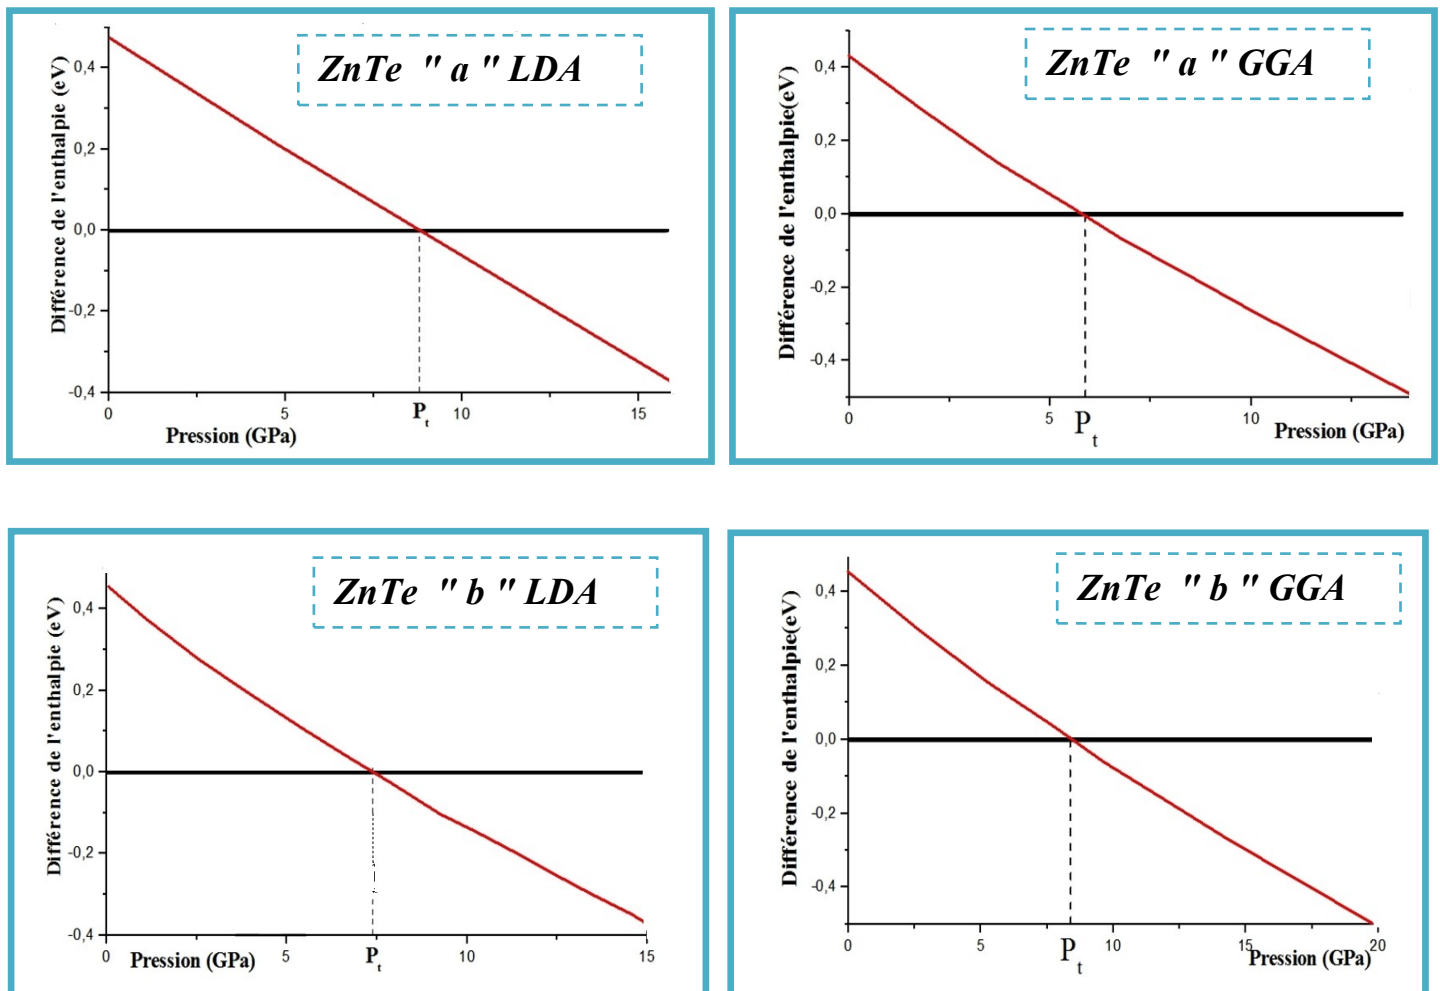 ZnTe " a " LDA
Différence de l'enthalpie (eV)
0,4
0,2
0,0
-0,2
-0,4
0
5
P
t
10
15
Pression (GPa)
ZnTe " a " GGA
Différence de l'enthalpie(eV)
0,4
0,2
0,0
-0,2
-0,4
0
5
P
t
10
Pression (GPa)
ZnTe " b " LDA
Différence de l'enthalpie (eV)
0,4
0,2
0,0
-0,2
-0,4
0
Pression (GPa)
5
P
t
10
15
ZnTe " b " GGA
Différence de l'enthalpie(eV)
0,4
0,2
0,0
-0,2
-0,4
0
5
P
t
10
15
20
Pression (GPa)